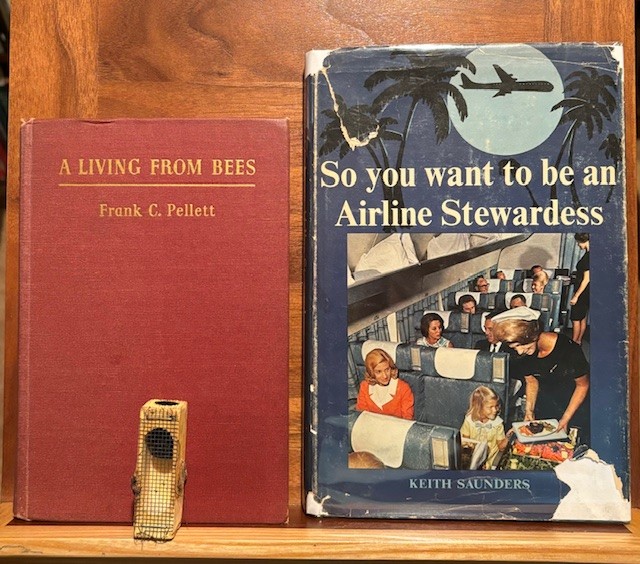 A LIVING FROM BEES
Frank C. Pellett
So you want to be an
Airline Stewardess
KEITH SAUNDERS